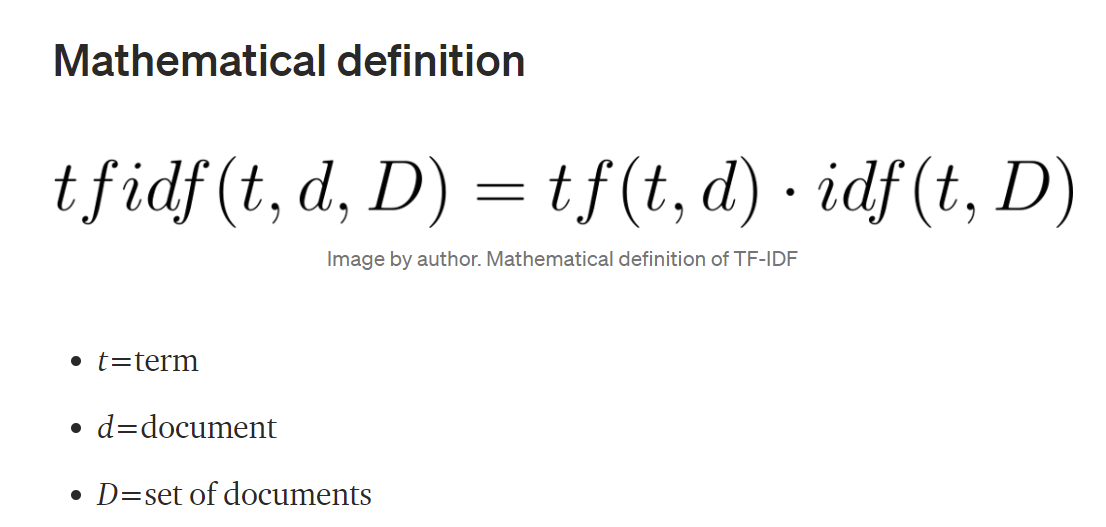 Mathematical definition
tfidf(t, d, D) = tf(t, d) · idf(t, D)
Image by author. Mathematical definition of TF-IDF
• t=term
• d=document
• D=set of documents